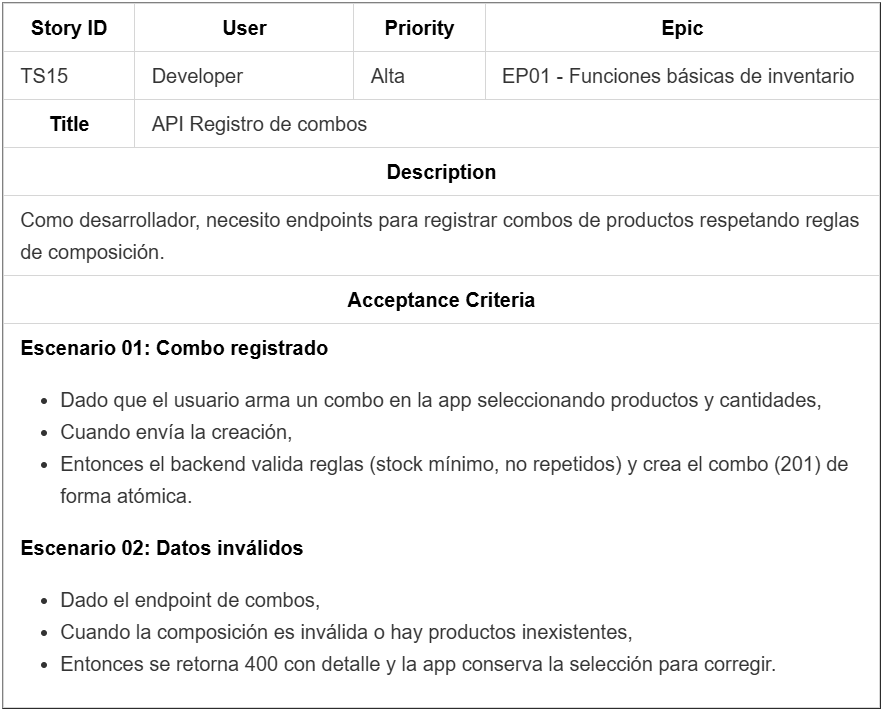 Story ID User Priority Epic
TS15 Developer Alta EP01 - Funciones básicas de inventario
Title API Registro de combos
Description
Como desarrollador, necesito endpoints para registrar combos de productos respetando reglas
de composición.
Acceptance Criteria
Escenario 01: Combo registrado
• Dado que el usuario arma un combo en la app seleccionando productos y cantidades,
• Cuando envía la creación,
• Entonces el backend valida reglas (stock mínimo, no repetidos) y crea el combo (201) de
forma atómica.
Escenario 02: Datos inválidos
• Dado el endpoint de combos,
• Cuando la composición es inválida o hay productos inexistentes,
• Entonces se retorna 400 con detalle y la app conserva la selección para corregir.